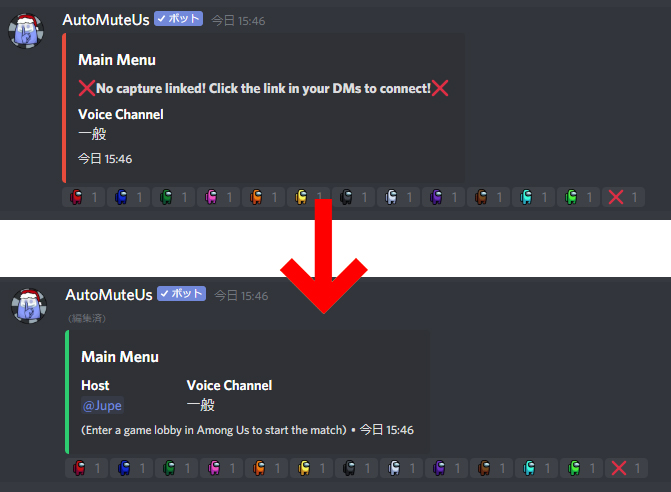 AutoMuteUs ✓ボット 今日 15:46
Main Menu
❌No capture linked! Click the link in your DMs to connect!❌
Voice Channel
一般
今日 15:46
1 1 1 1 1 1 1 1 1 1 1 1 ❌ 1
AutoMuteUs ✓ボット 今日 15:46
(編集済)
Main Menu
Host Voice Channel
@Jupe 一般
(Enter a game lobby in Among Us to start the match) • 今日 15:46
1 1 1 1 1 1 1 1 1 1 1 1 ❌ 1